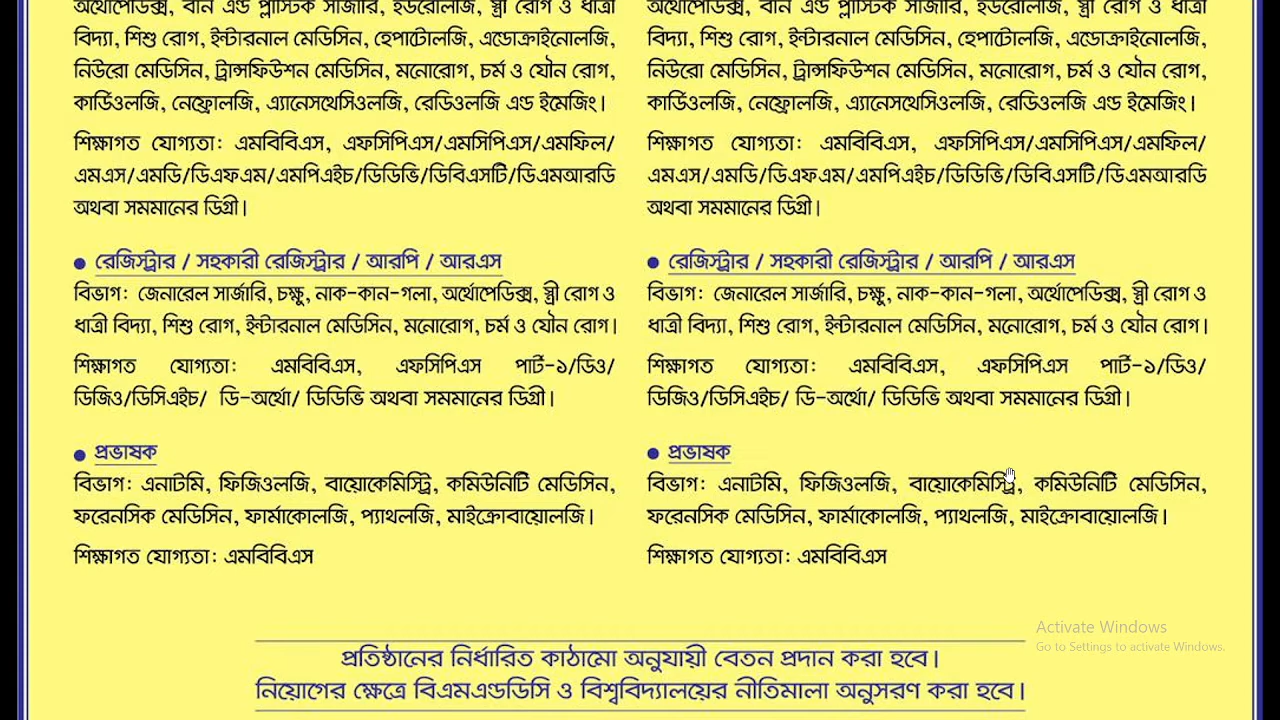 অর্থোপেডিক্স, বার্ন এন্ড প্লাস্টিক সার্জারি, ইউরোলজি, স্ত্রী রোগ ও ধাত্রী
বিদ্যা, শিশু রোগ, ইন্টারনাল মেডিসিন, হেপাটোলজি, এন্ডোক্রাইনোলজি,
নিউরো মেডিসিন, ট্রান্সফিউশন মেডিসিন, মনোরোগ, চর্ম ও যৌন রোগ,
কার্ডিওলজি, নেফ্রোলজি, এ্যানেসথেসিওলজি, রেডিওলজি এন্ড ইমেজিং।
শিক্ষাগত যোগ্যতা: এমবিবিএস, এফসিপিএস/এমসিপিএস/এমফিল/
এমএস/এমডি/ডিএফএম/এমপিএইচ/ডিডিভি/ডিবিএসটি/ডিএমআরডি
অথবা সমমানের ডিগ্রী।
● রেজিস্ট্রার / সহকারী রেজিস্ট্রার / আরপি / আরএস
বিভাগ: জেনারেল সার্জারি, চক্ষু, নাক-কান-গলা, অর্থোপেডিক্স, স্ত্রী রোগ ও
ধাত্রী বিদ্যা, শিশু রোগ, ইন্টারনাল মেডিসিন, মনোরোগ, চর্ম ও যৌন রোগ।
শিক্ষাগত যোগ্যতা: এমবিবিএস, এফসিপিএস পার্ট-১/ডিও/
ডিজিও/ডিসিএইচ/ ডি-অর্থো/ ডিডিভি অথবা সমমানের ডিগ্রী।
● প্রভাষক
বিভাগ: এনাটমি, ফিজিওলজি, বায়োকেমিস্ট্রি, কমিউনিটি মেডিসিন,
ফরেনসিক মেডিসিন, ফার্মাকোলজি, প্যাথলজি, মাইক্রোবায়োলজি।
শিক্ষাগত যোগ্যতা: এমবিবিএস
অর্থোপেডিক্স, বার্ন এন্ড প্লাস্টিক সার্জারি, ইউরোলজি, স্ত্রী রোগ ও ধাত্রী
বিদ্যা, শিশু রোগ, ইন্টারনাল মেডিসিন, হেপাটোলজি, এন্ডোক্রাইনোলজি,
নিউরো মেডিসিন, ট্রান্সফিউশন মেডিসিন, মনোরোগ, চর্ম ও যৌন রোগ,
কার্ডিওলজি, নেফ্রোলজি, এ্যানেসথেসিওলজি, রেডিওলজি এন্ড ইমেজিং।
শিক্ষাগত যোগ্যতা: এমবিবিএস, এফসিপিএস/এমসিপিএস/এমফিল/
এমএস/এমডি/ডিএফএম/এমপিএইচ/ডিডিভি/ডিবিএসটি/ডিএমআরডি
অথবা সমমানের ডিগ্রী।
● রেজিস্ট্রার / সহকারী রেজিস্ট্রার / আরপি / আরএস
বিভাগ: জেনারেল সার্জারি, চক্ষু, নাক-কান-গলা, অর্থোপেডিক্স, স্ত্রী রোগ ও
ধাত্রী বিদ্যা, শিশু রোগ, ইন্টারনাল মেডিসিন, মনোরোগ, চর্ম ও যৌন রোগ।
শিক্ষাগত যোগ্যতা: এমবিবিএস, এফসিপিএস পার্ট-১/ডিও/
ডিজিও/ডিসিএইচ/ ডি-অর্থো/ ডিডিভি অথবা সমমানের ডিগ্রী।
● প্রভাষক
বিভাগ: এনাটমি, ফিজিওলজি, বায়োকেমিস্ট্রি, কমিউনিটি মেডিসিন,
ফরেনসিক মেডিসিন, ফার্মাকোলজি, প্যাথলজি, মাইক্রোবায়োলজি।
শিক্ষাগত যোগ্যতা: এমবিবিএস
Activate Windows
Go to Settings to activate Windows.
প্রতিষ্ঠানের নির্ধারিত কাঠামো অনুযায়ী বেতন প্রদান করা হবে।
নিয়োগের ক্ষেত্রে বিএমএন্ডডিসি ও বিশ্ববিদ্যালয়ের নীতিমালা অনুসরণ করা হবে।